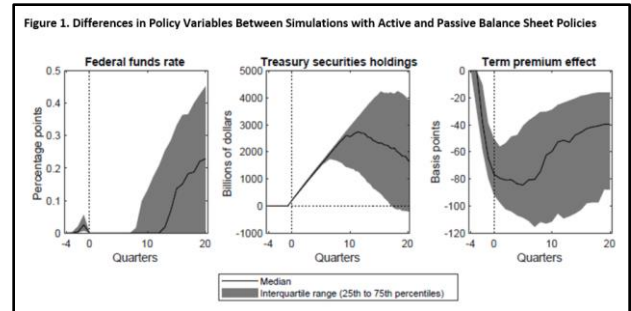 Figure 1. Differences in Policy Variables Between Simulations with Active and Passive Balance Sheet Policies
Federal funds rate
Percentage points
0.5
0.4
0.3
0.2
0.1
0
-4 0 10 20
Quarters
Treasury securities holdings
Billions of dollars
5000
4000
3000
2000
1000
0
-1000
-4 0 10 20
Quarters
Term premium effect
Basis points
0
-20
-40
-60
-80
-100
-120
-4 0 10 20
Quarters
Median
Interquartile range (25th to 75th percentiles)